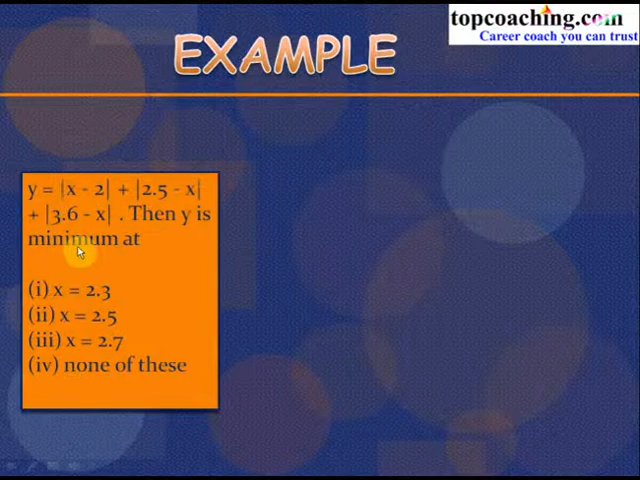 topcoaching.com
Career coach you can trust
EXAMPLE
y = |x - 2| + |2.5 - x|
+ |3.6 - x| . Then y is
minimum at
(i) x = 2.3
(ii) x = 2.5
(iii) x = 2.7
(iv) none of these